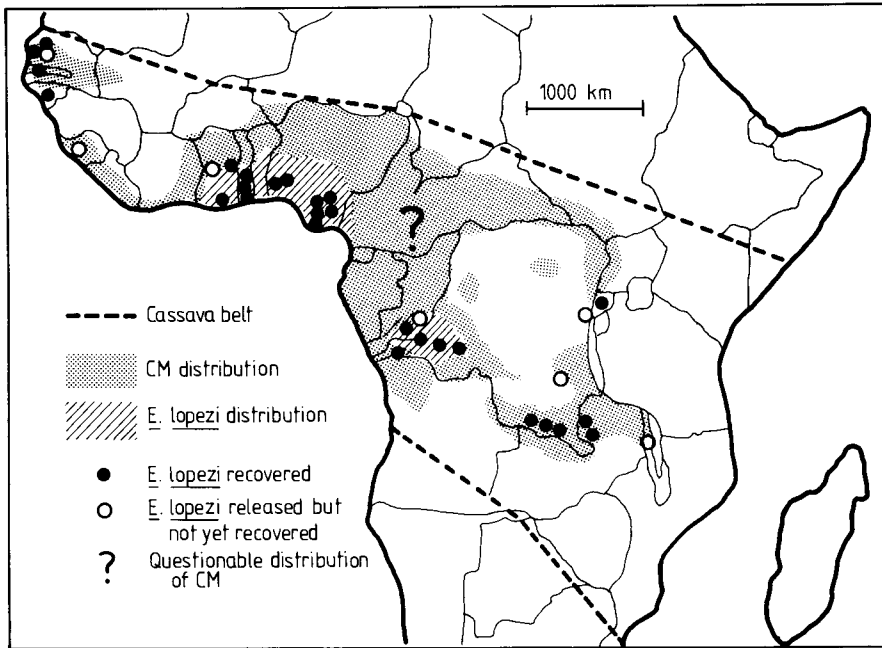 1000 km
Cassava belt
CM distribution
E. lopezi distribution
E. lopezi recovered
E. lopezi released but
not yet recovered
? Questionable distribution
of CM
?